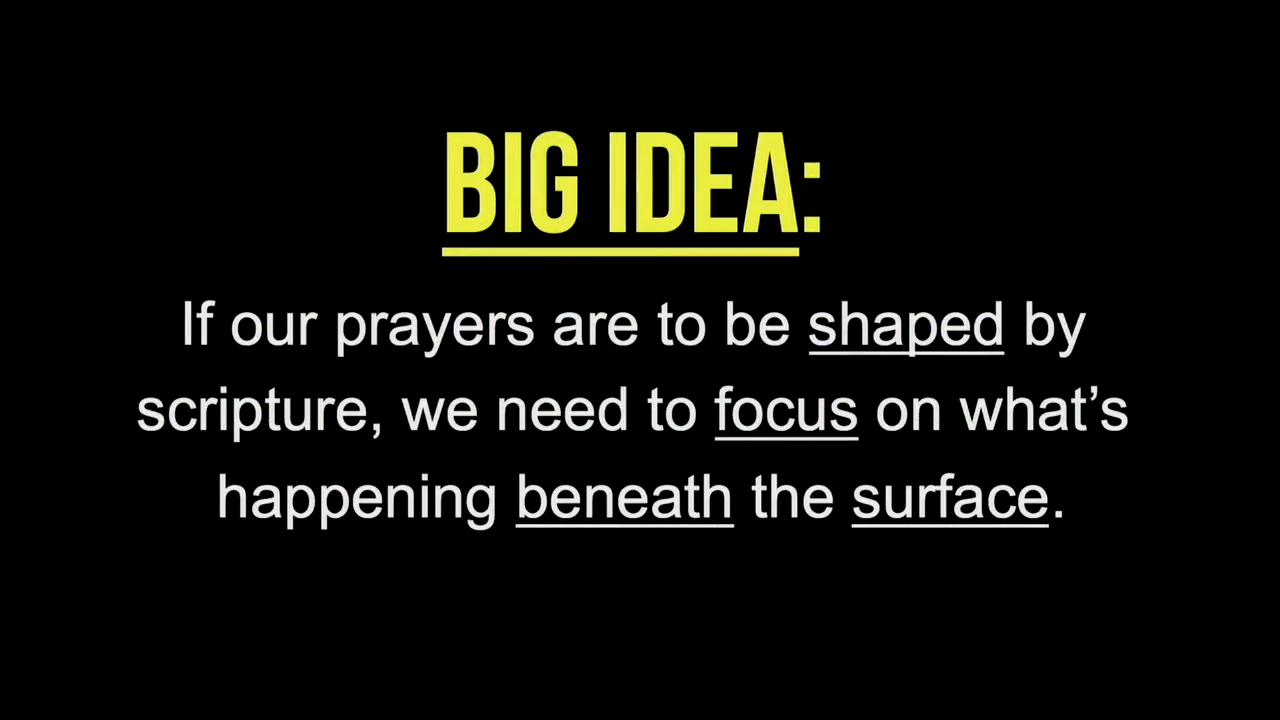 BIG IDEA:
If our prayers are to be shaped by
scripture, we need to focus on what’s
happening beneath the surface.